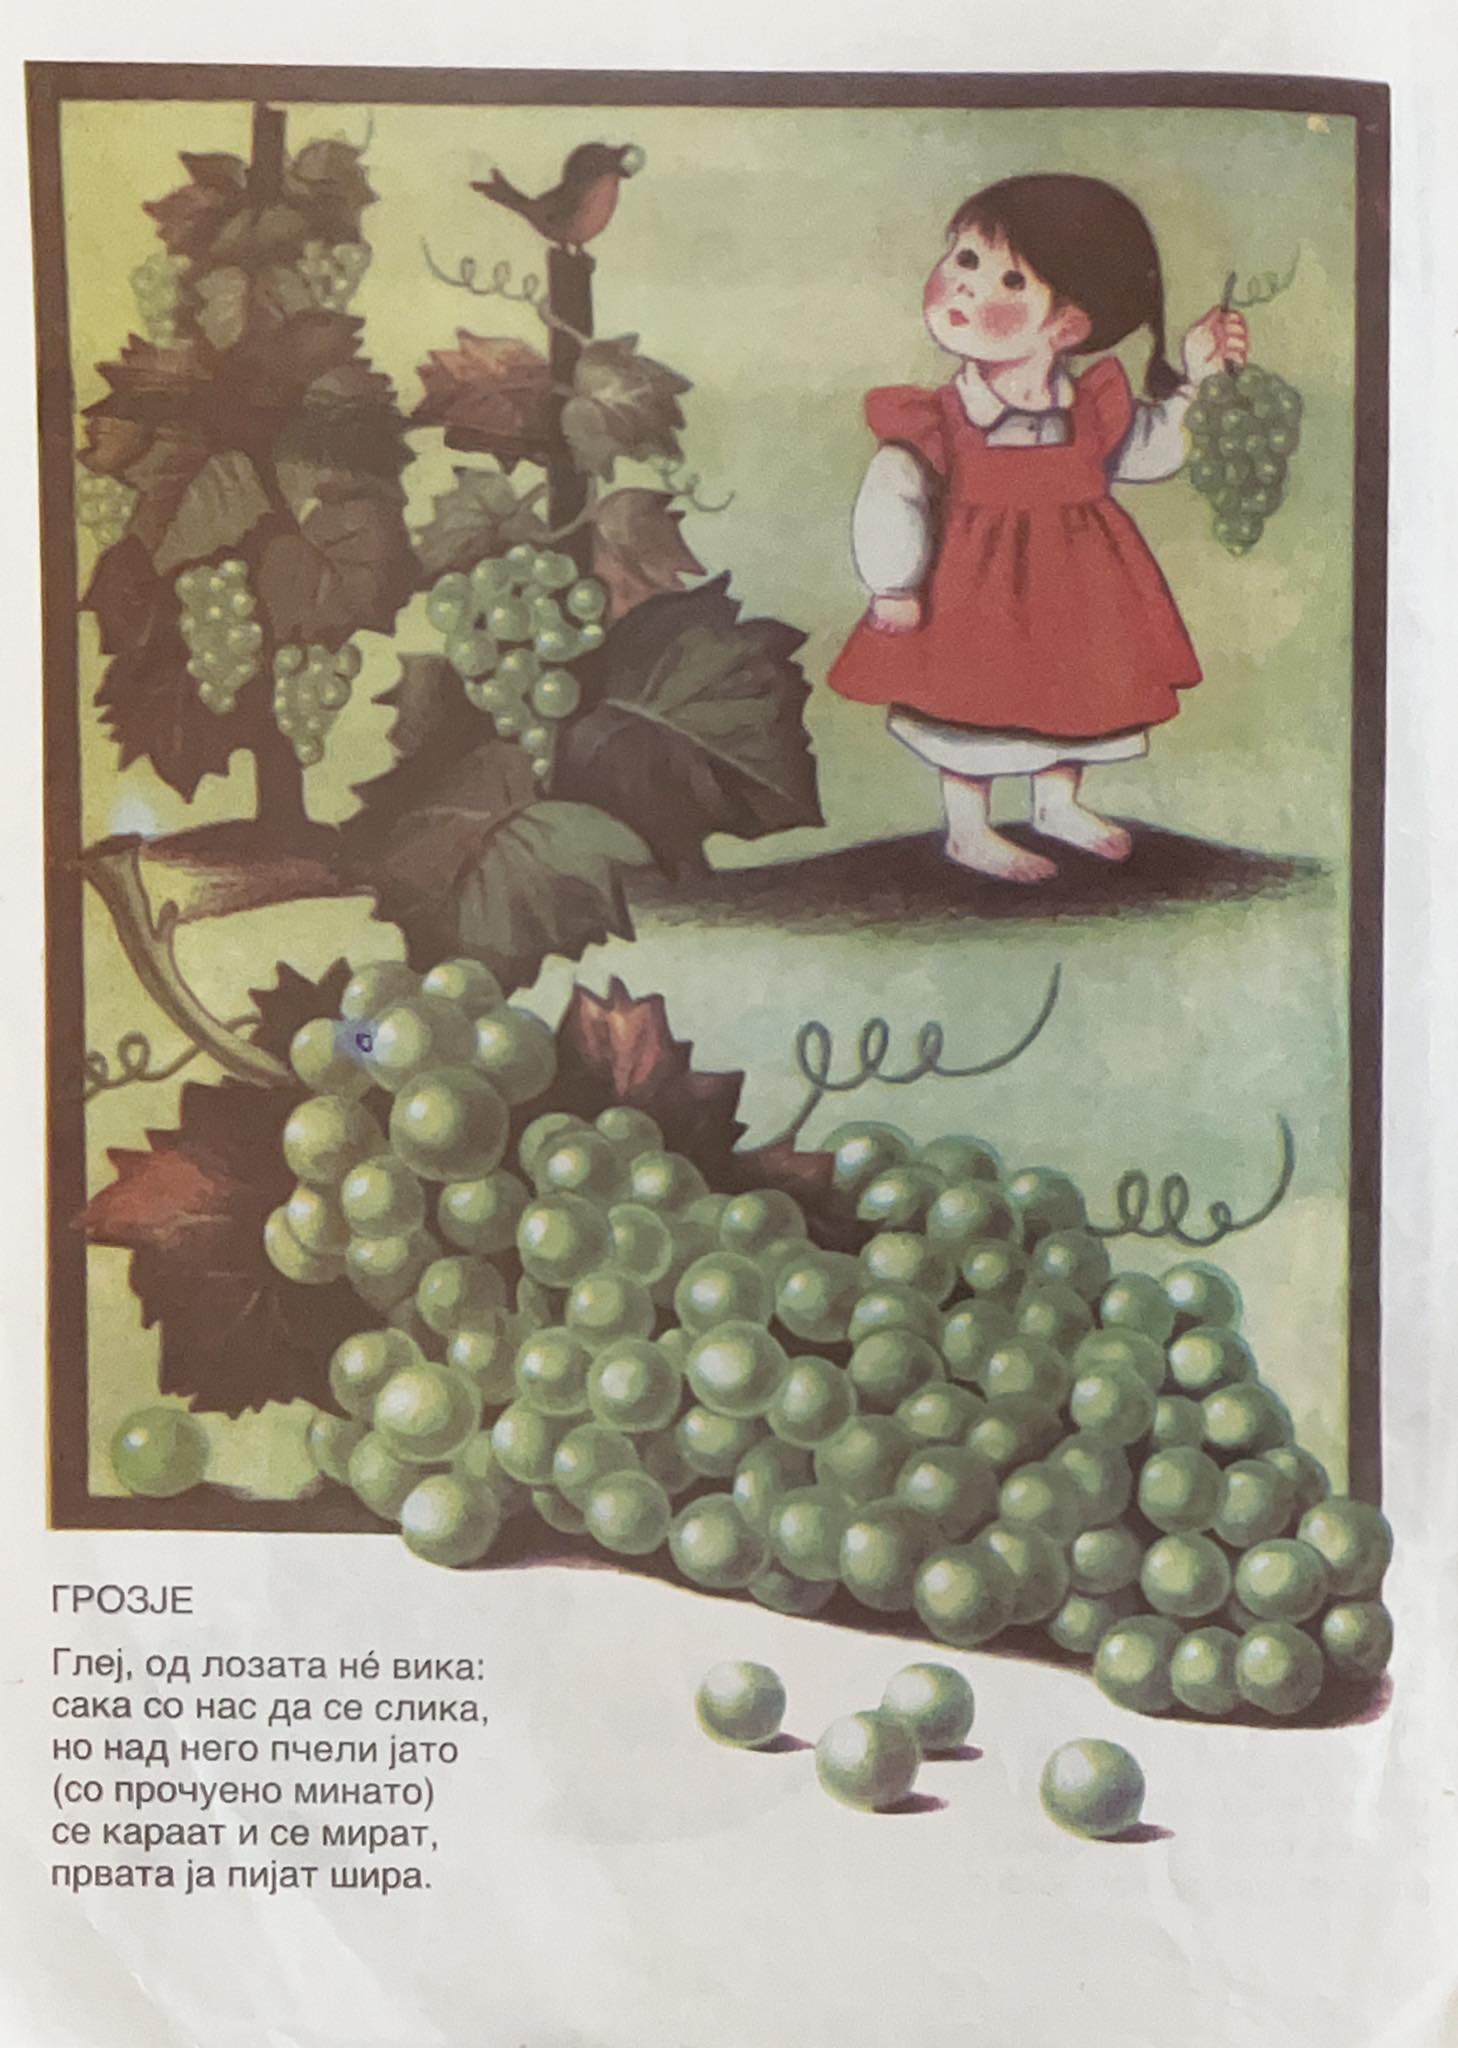 ГРОЗЈЕ
Глеј, од лозата нé вика:
сака со нас да се слика,
но над него пчели јато
(со прочуено минато)
се караат и се мират,
првата ја пијат шира.